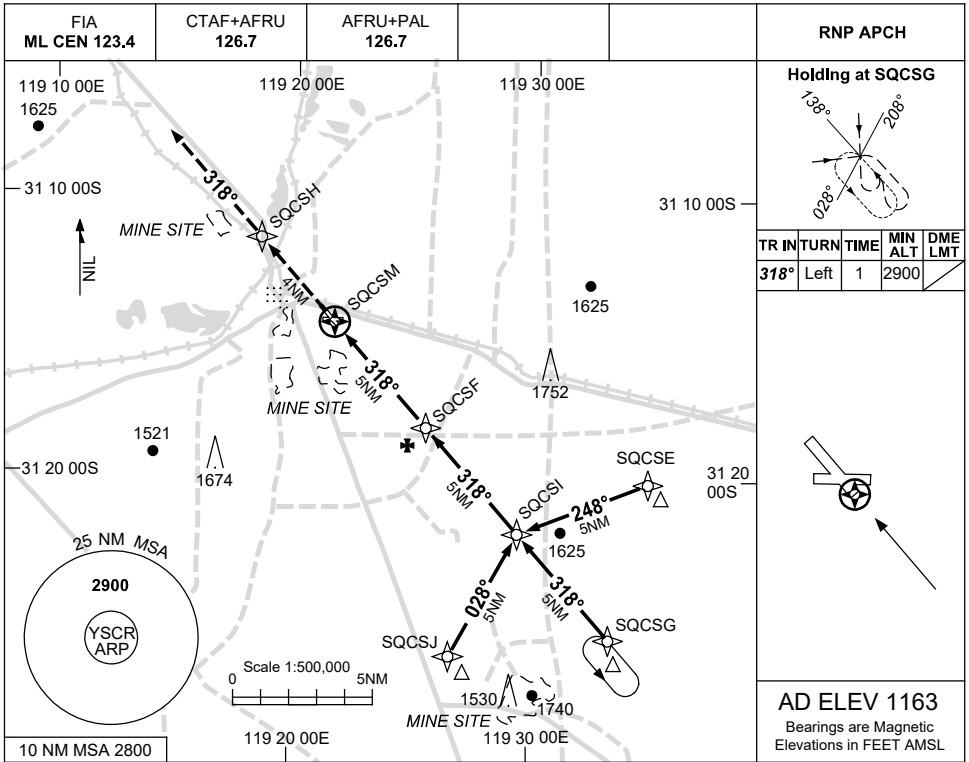 FIA
ML CEN 123.4
CTAF+AFRU
126.7
AFRU+PAL
126.7
RNP APCH
119 10 00E
119 20 00E
119 30 00E
1625
31 10 00S
31 10 00S
318°
SQCSH
MINE SITE
NIL
4NM
SQCSM
1625
318°
5NM
SQCSF
1752
MINE SITE
1521
1674
31 20 00S
31 20
00S
318°
5NM
SQCSI
SQCSE
248°
5NM
1625
028°
5NM
318°
5NM
SQCSG
SQCSJ
25 NM MSA
2900
YSCR
ARP
Scale 1:500,000
0
5NM
1530
1740
MINE SITE
119 20 00E
119 30 00E
10 NM MSA 2800
Holding at SQCSG
138°
208°
028°
TR IN TURN TIME MIN ALT DME LMT
318° Left 1 2900
AD ELEV 1163
Bearings are Magnetic
Elevations in FEET AMSL